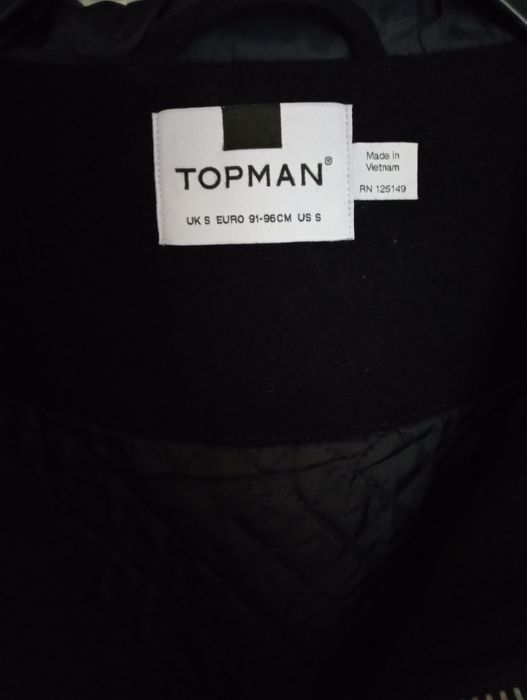 TOPMAN®
UK S EURO 91-96CM US S
Made in
Vietnam
RN 125149